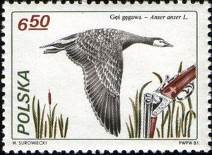 Gęś gęgawa – Anser anser L.
6.50
POLSKA
H. SUROWIECKI
PWPW 81.